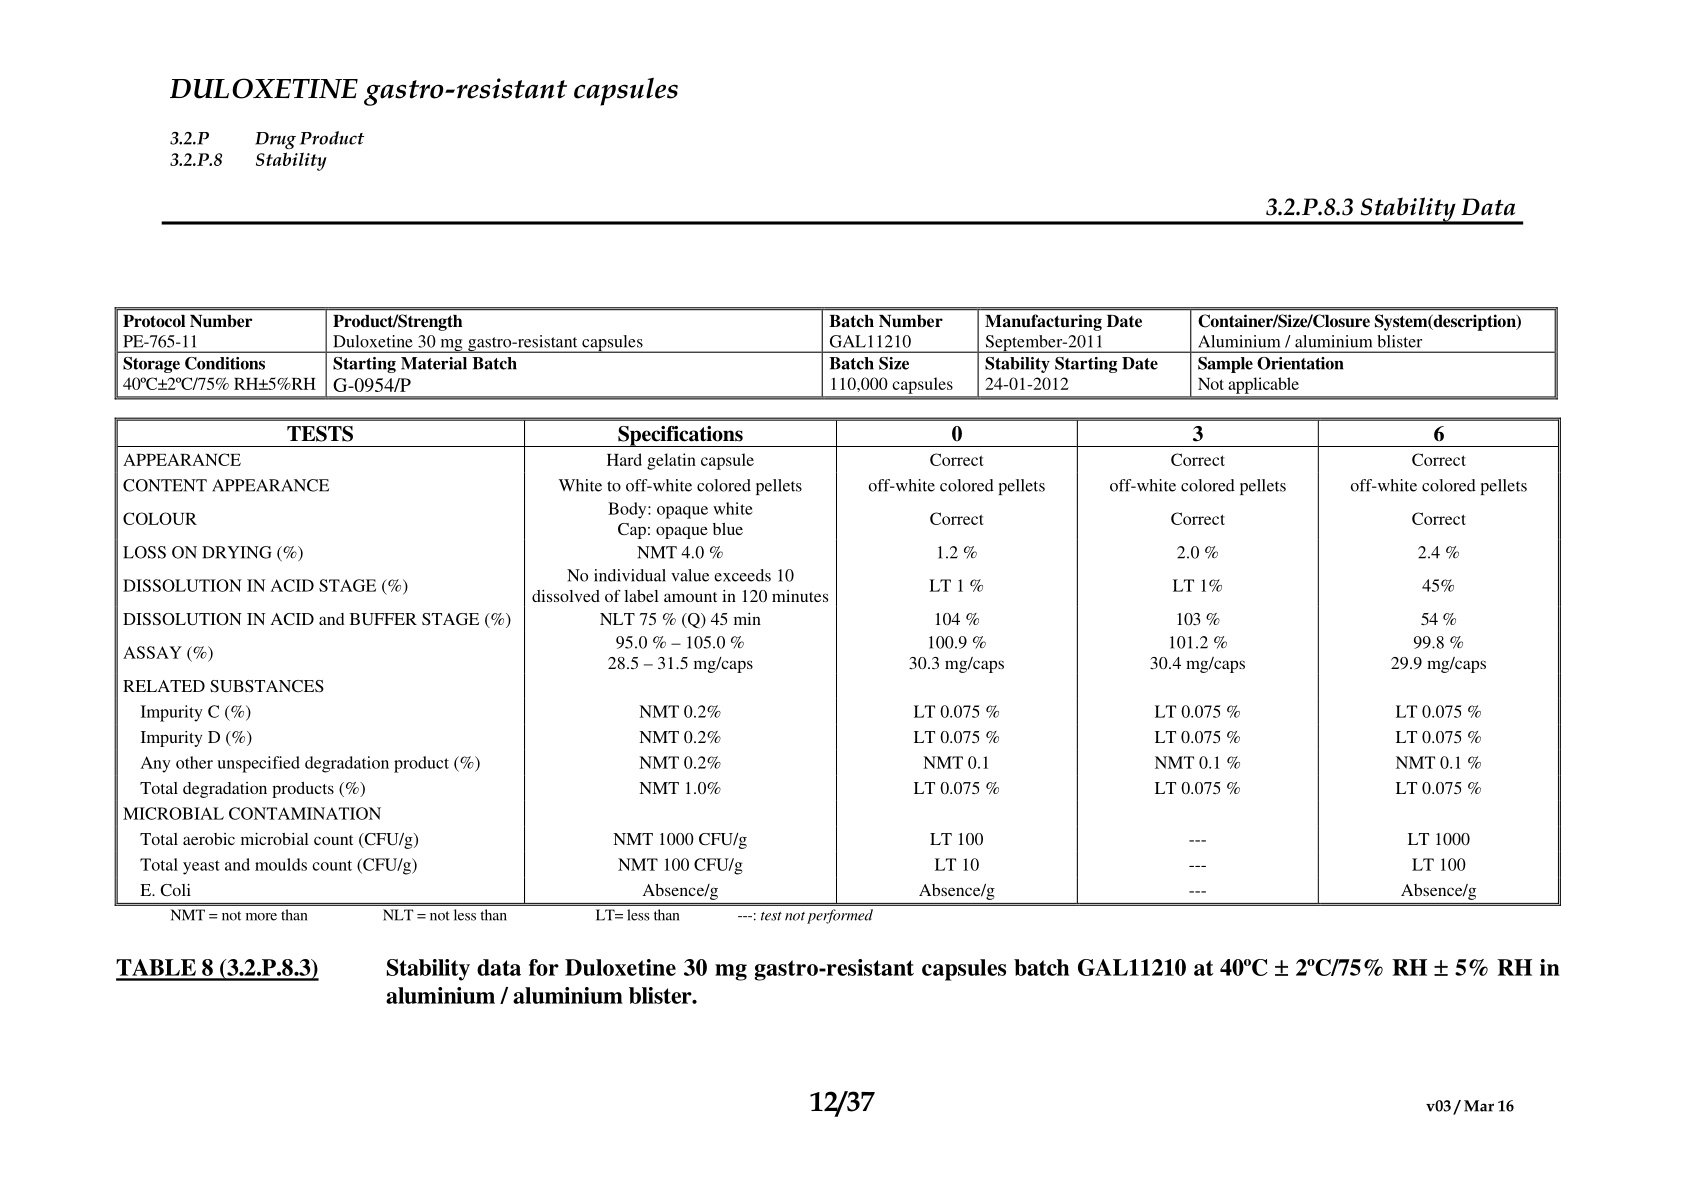 DULOXETINE gastro-resistant capsules
3.2.P Drug Product
3.2.P.8 Stability
3.2.P.8.3 Stability Data
Protocol Number Product/Strength Batch Number Manufacturing Date Container/Size/Closure System(description)
PE-765-11 Duloxetine 30 mg gastro-resistant capsules GAL11210 September-2011 Aluminium / aluminium blister
Storage Conditions Starting Material Batch Batch Size Stability Starting Date Sample Orientation
40ºC±2ºC/75% RH±5%RH G-0954/P 110,000 capsules 24-01-2012 Not applicable
TESTS Specifications 0 3 6
APPEARANCE Hard gelatin capsule Correct Correct Correct
CONTENT APPEARANCE White to off-white colored pellets off-white colored pellets off-white colored pellets off-white colored pellets
COLOUR Body: opaque white
Cap: opaque blue Correct Correct Correct
LOSS ON DRYING (%) NMT 4.0 % 1.2 % 2.0 % 2.4 %
DISSOLUTION IN ACID STAGE (%) No individual value exceeds 10
dissolved of label amount in 120 minutes LT 1 % LT 1% 45%
DISSOLUTION IN ACID and BUFFER STAGE (%) NLT 75 % (Q) 45 min 104 % 103 % 54 %
ASSAY (%) 95.0 % – 105.0 % 100.9 % 101.2 % 99.8 %
28.5 – 31.5 mg/caps 30.3 mg/caps 30.4 mg/caps 29.9 mg/caps
RELATED SUBSTANCES
Impurity C (%) NMT 0.2% LT 0.075 % LT 0.075 % LT 0.075 %
Impurity D (%) NMT 0.2% LT 0.075 % LT 0.075 % LT 0.075 %
Any other unspecified degradation product (%) NMT 0.2% NMT 0.1 NMT 0.1 % NMT 0.1 %
Total degradation products (%) NMT 1.0% LT 0.075 % LT 0.075 % LT 0.075 %
MICROBIAL CONTAMINATION
Total aerobic microbial count (CFU/g) NMT 1000 CFU/g LT 100 --- LT 1000
Total yeast and moulds count (CFU/g) NMT 100 CFU/g LT 10 --- LT 100
E. Coli Absence/g Absence/g --- Absence/g
NMT = not more than NLT = not less than LT= less than ---: test not performed
TABLE 8 (3.2.P.8.3) Stability data for Duloxetine 30 mg gastro-resistant capsules batch GAL11210 at 40ºC ± 2ºC/75% RH ± 5% RH in
aluminium / aluminium blister.
12/37
v03 / Mar 16